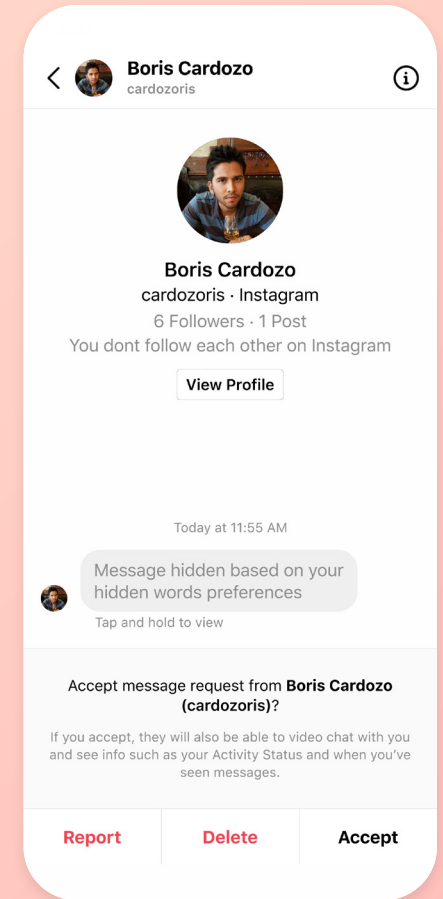 Boris Cardozo
cardozoris
Boris Cardozo
cardozoris · Instagram
6 Followers · 1 Post
You dont follow each other on Instagram
View Profile
Today at 11:55 AM
Message hidden based on your
hidden words preferences
Tap and hold to view
Accept message request from Boris Cardozo
(cardozoris)?
If you accept, they will also be able to video chat with you
and see info such as your Activity Status and when you’ve
seen messages.
Report Delete Accept